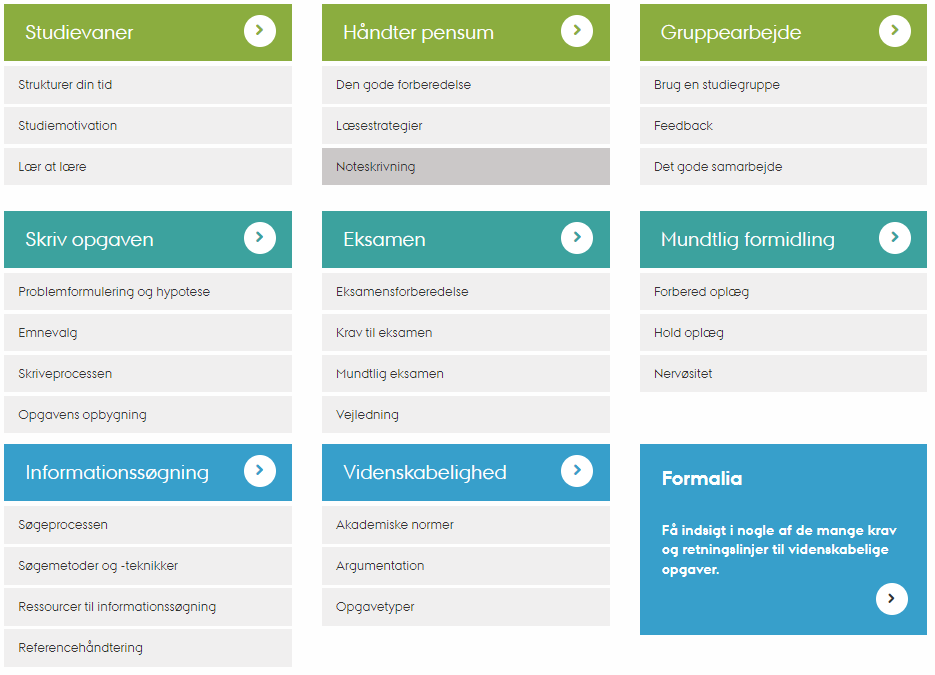 Studievaner
Strukturer din tid
Studiemotivation
Lær at lære
Håndter pensum
Den gode forberedelse
Læsestrategier
Noteskrivning
Gruppearbejde
Brug en studiegruppe
Feedback
Det gode samarbejde
Skriv opgaven
Problemformulering og hypotese
Emnevalg
Skriveprocessen
Opgavens opbygning
Eksamen
Eksamensforberedelse
Krav til eksamen
Mundtlig eksamen
Vejledning
Mundtlig formidling
Forbered oplæg
Hold oplæg
Nervøsitet
Informationssøgning
Søgeprocessen
Søgemetoder og -teknikker
Ressourcer til informationssøgning
Referencehåndtering
Videnskabelighed
Akademiske normer
Argumentation
Opgavetyper
Formalia
Få indsigt i nogle af de mange krav
og retningslinjer til videnskabelige
opgaver.